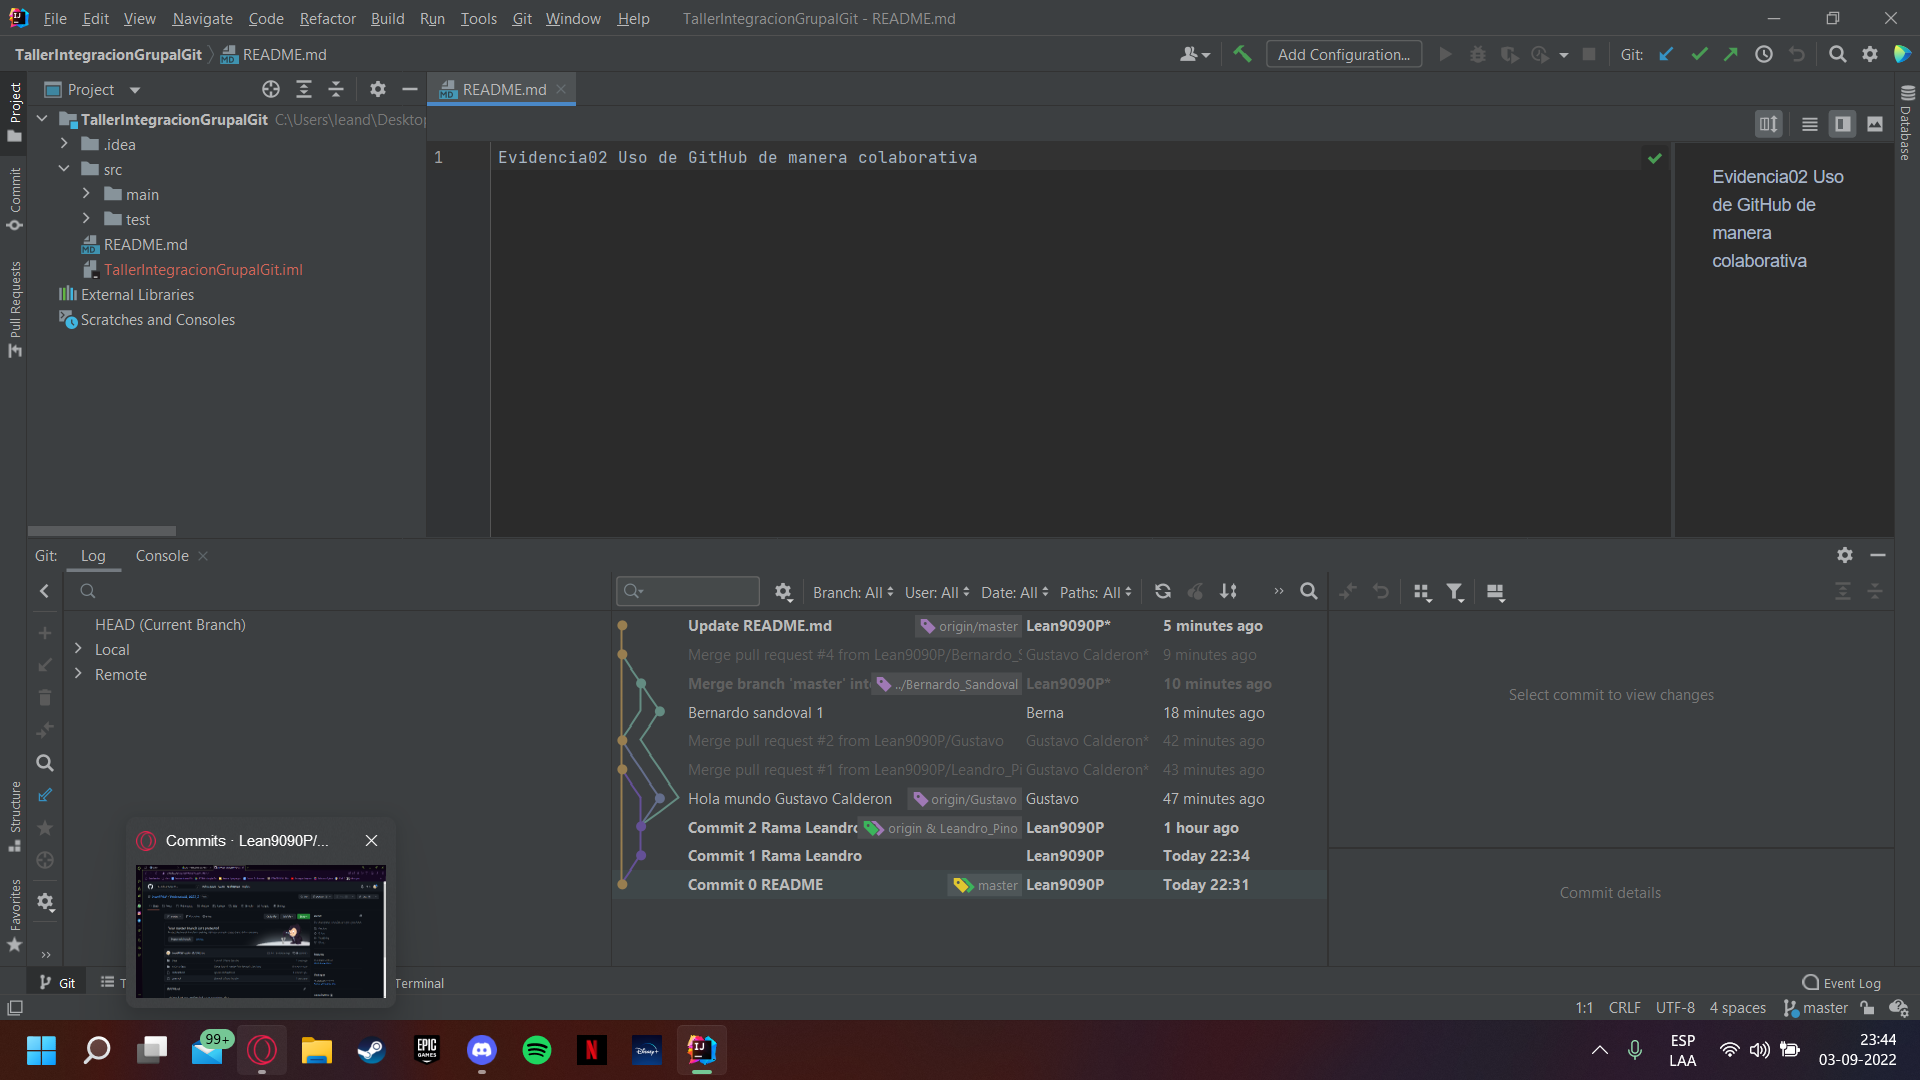 File Edit View Navigate Code Refactor Build Run Tools Git Window Help TallerIntegracionGrupalGit - README.md
TallerIntegracionGrupalGit README.md Add Configuration... Git:
Project README.md
Project
TallerIntegracionGrupalGit C:\Users\leand\Desktop
.idea
src
main
test
README.md
TallerIntegracionGrupalGit.iml
External Libraries
Scratches and Consoles
Commit
Pull Requests
Structure
Favorites
Database
1 Evidencia02 Uso de GitHub de manera colaborativa
Evidencia02 Uso
de GitHub de
manera
colaborativa
Git: Log Console
Branch: All User: All Date: All Paths: All
HEAD (Current Branch)
Local
Remote
Update README.md origin/master Lean9090P* 5 minutes ago
Merge pull request #4 from Lean9090P/Bernardo_S Gustavo Calderon* 9 minutes ago
Merge branch 'master' int ../Bernardo_Sandoval Lean9090P* 10 minutes ago
Bernardo sandoval 1 Berna 18 minutes ago
Merge pull request #2 from Lean9090P/Gustavo Gustavo Calderon* 42 minutes ago
Merge pull request #1 from Lean9090P/Leandro_Pi Gustavo Calderon* 43 minutes ago
Hola mundo Gustavo Calderon origin/Gustavo Gustavo 47 minutes ago
Commit 2 Rama Leandro origin & Leandro_Pino Lean9090P 1 hour ago
Commit 1 Rama Leandro Lean9090P Today 22:34
Commit 0 README master Lean9090P Today 22:31
Select commit to view changes
Commit details
Commits · Lean9090P/...
Git T Terminal Event Log
1:1 CRLF UTF-8 4 spaces master
99+
EPIC GAMES
N
Disney+
IJ
ESP
LAA
23:44
03-09-2022